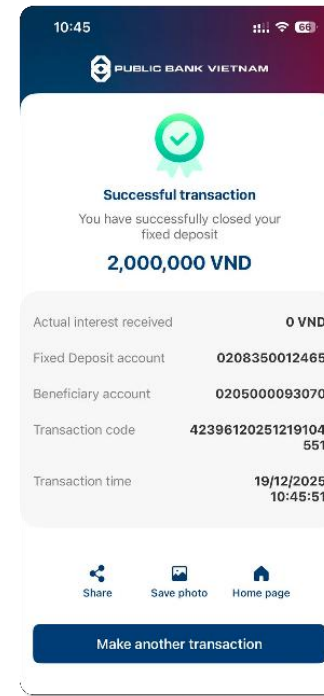 10:45
66
PUBLIC BANK VIETNAM
Successful transaction
You have successfully closed your
fixed deposit
2,000,000 VND
Actual interest received 0 VND
Fixed Deposit account 0208350012465
Beneficiary account 0205000093070
Transaction code 42396120251219104
551
Transaction time 19/12/2025
10:45:51
Share Save photo Home page
Make another transaction